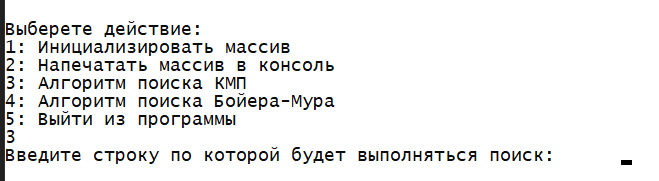 Выберете действие:
1: Инициализировать массив
2: Напечатать массив в консоль
3: Алгоритм поиска КМП
4: Алгоритм поиска Бойера-Мура
5: Выйти из программы
3
Введите строку по которой будет выполняться поиск: